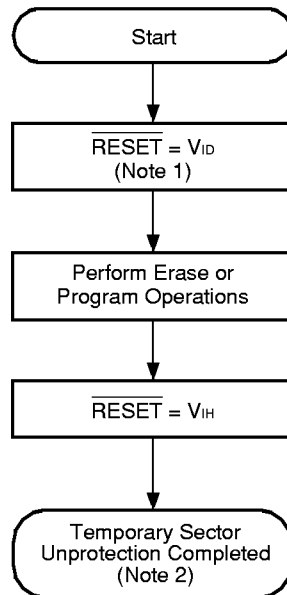 Start
RESET = VID
(Note 1)
Perform Erase or
Program Operations
RESET = VIH
Temporary Sector
Unprotection Completed
(Note 2)